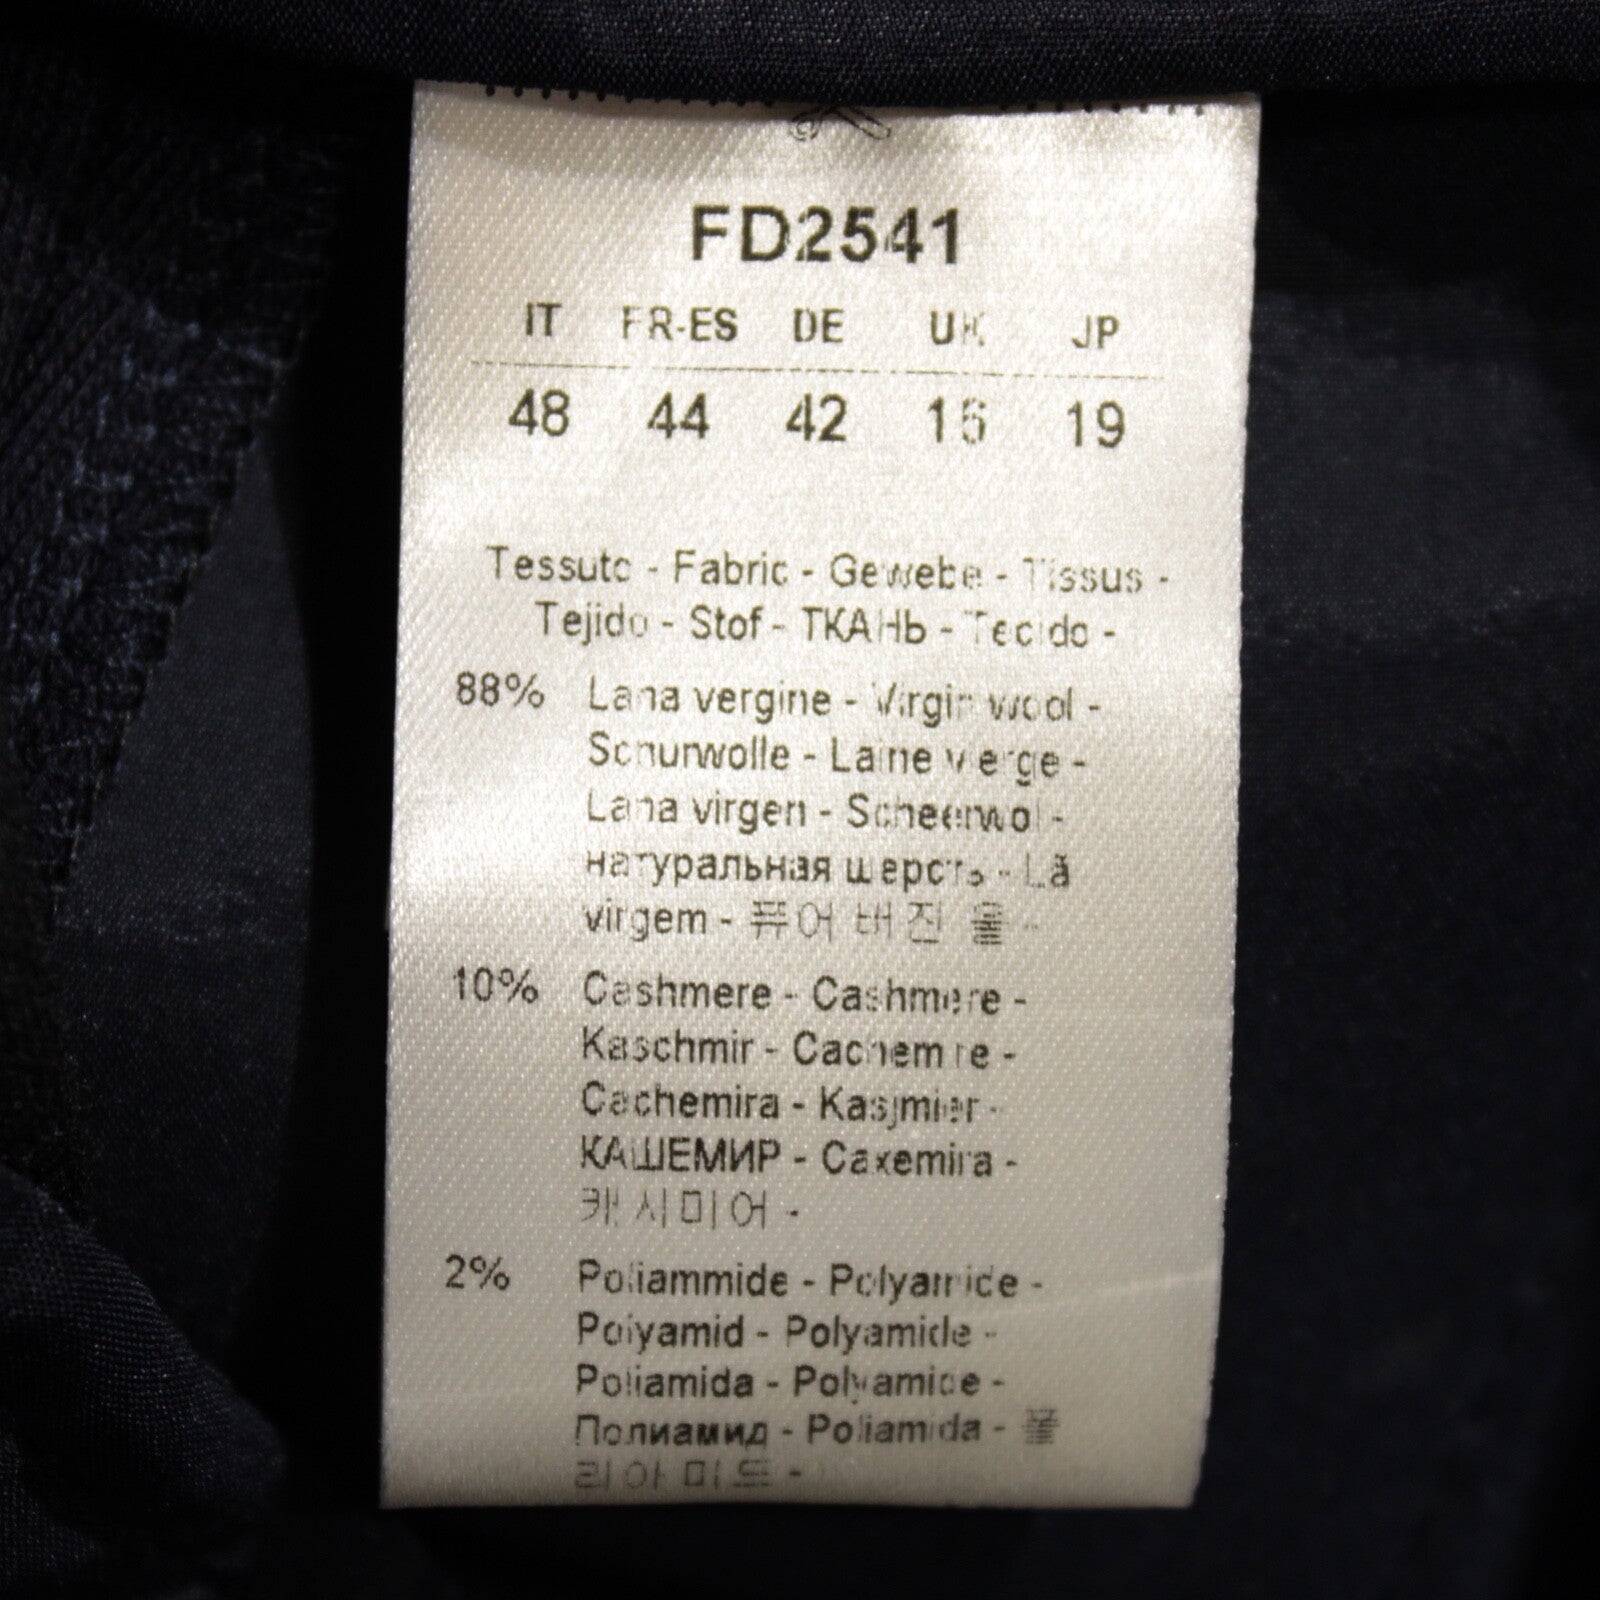 FD2541
IT FR-ES DE UK JP
48 44 42 16 19
Tessuto - Fabric - Gewebe - Tissus -
Tejido - Stof - ТКАНЬ - Tecido -
88% Lana vergine - Virgin wool -
Schurwolle - Laine vierge -
Lana virgen - Scheerwol -
натуральная шерсть - Lã
virgem - 퓨어 버진 울 -
10% Cashmere - Cashmere -
Kaschmir - Cachemire -
Cachemira - Kasjmier -
КАШЕМИР - Caxemira -
캐시미어 -
2% Poliammide - Polyamide -
Polyamid - Polyamide -
Poliamida - Polyamide -
Полиамид - Poliamida - 폴
리아미드 -